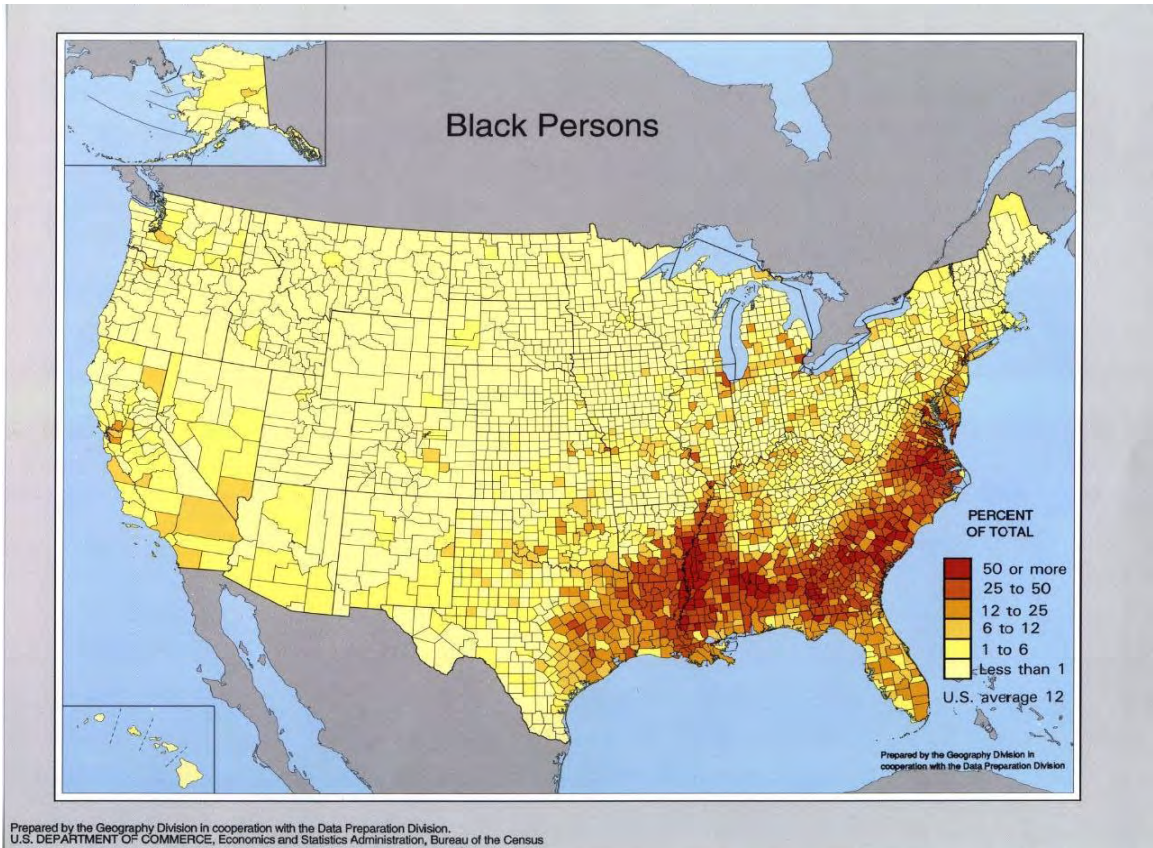 Black Persons
PERCENT
OF TOTAL
50 or more
25 to 50
12 to 25
6 to 12
1 to 6
Less than 1
U.S. average 12
Prepared by the Geography Division in
cooperation with the Data Preparation Division
Prepared by the Geography Division in cooperation with the Data Preparation Division.
U.S. DEPARTMENT OF COMMERCE, Economics and Statistics Administration, Bureau of the Census